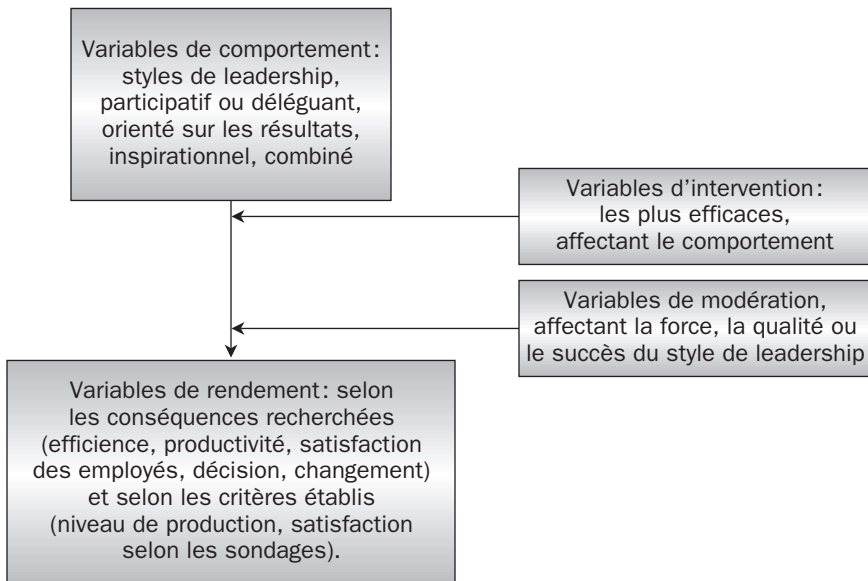 Variables de comportement :
styles de leadership,
participatif ou déléguant,
orienté sur les résultats,
inspirationnel, combiné
Variables d’intervention :
les plus efficaces,
affectant le comportement
Variables de modération,
affectant la force, la qualité ou
le succès du style de leadership
Variables de rendement : selon
les conséquences recherchées
(efficience, productivité, satisfaction
des employés, décision, changement)
et selon les critères établis
(niveau de production, satisfaction
selon les sondages).